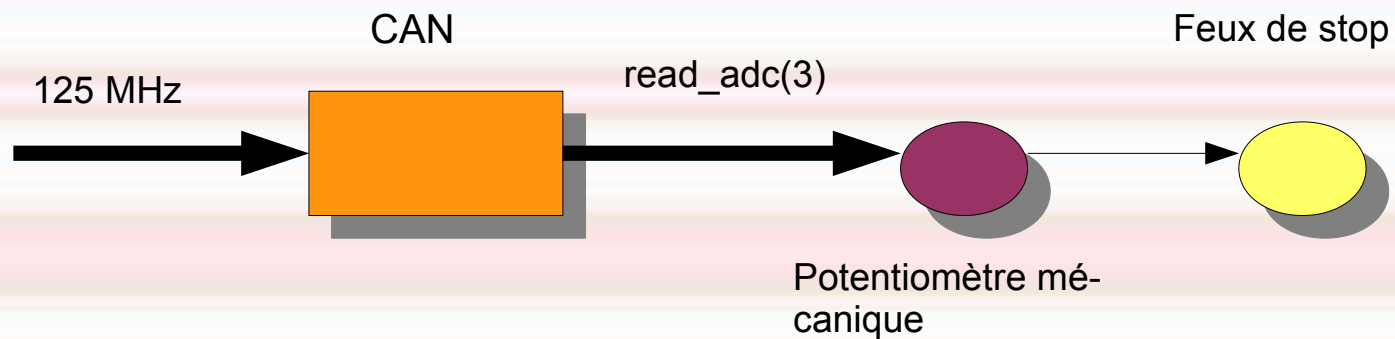 CAN
Feux de stop
125 MHz
read_adc(3)
Potentiomètre mé-
canique